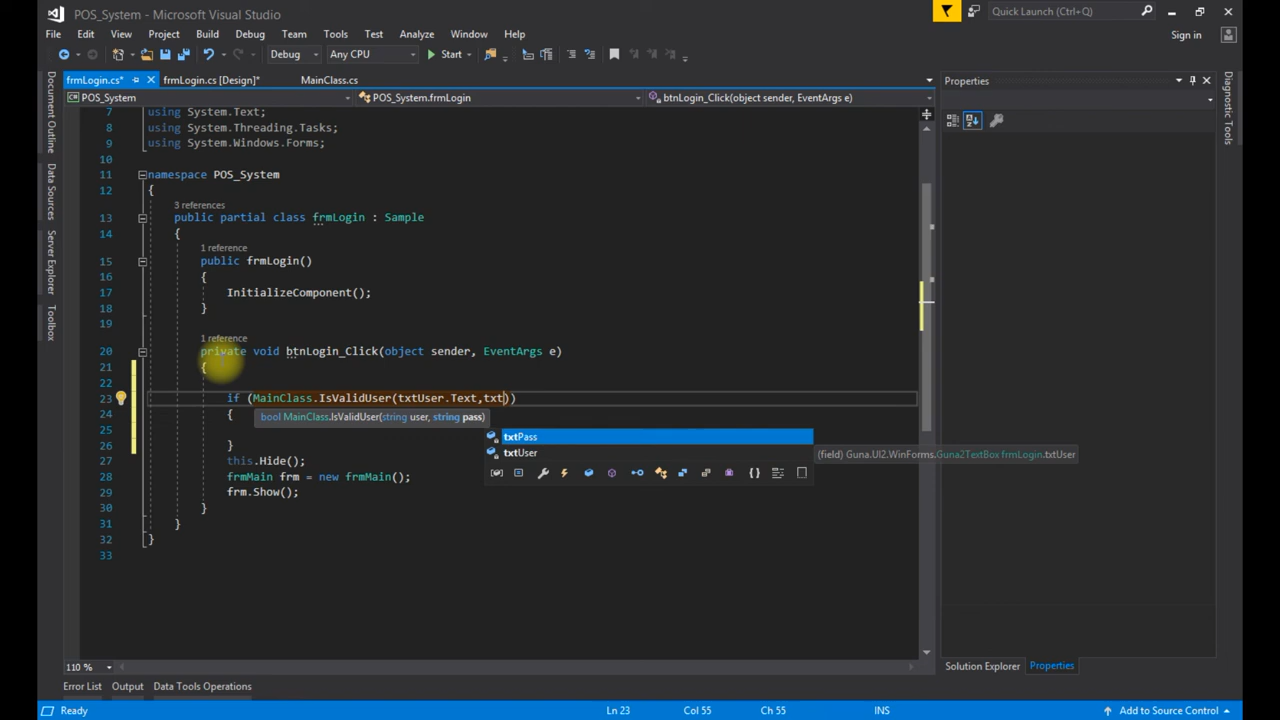 POS_System - Microsoft Visual Studio
Quick Launch (Ctrl+Q)
File Edit View Project Build Debug Team Tools Test Analyze Window Help
Sign in
Debug Any CPU Start
frmLogin.cs* frmLogin.cs [Design]* MainClass.cs
Properties
POS_System POS_System.frmLogin btnLogin_Click(object sender, EventArgs e)
Document Outline
Data Sources
Server Explorer
Toolbox
Diagnostic Tools
7 using System.Text;
8 using System.Threading.Tasks;
9 using System.Windows.Forms;
10
11 namespace POS_System
12 {
3 references
13 public partial class frmLogin : Sample
14 {
1 reference
15 public frmLogin()
16 {
17 InitializeComponent();
18 }
19
1 reference
20 private void btnLogin_Click(object sender, EventArgs e)
21 {
22
23 if (MainClass.IsValidUser(txtUser.Text,txt))
24 {
bool MainClass.IsValidUser(string user, string pass)
25
txtPass
26 }
txtUser
(field) Guna.UI2.WinForms.Guna2TextBox frmLogin.txtUser
27 this.Hide();
28 frmMain frm = new frmMain();
29 frm.Show();
30 }
31 }
32 }
33
110 %
Solution Explorer Properties
Error List Output Data Tools Operations
Ready Ln 23 Col 55 Ch 55 INS Add to Source Control